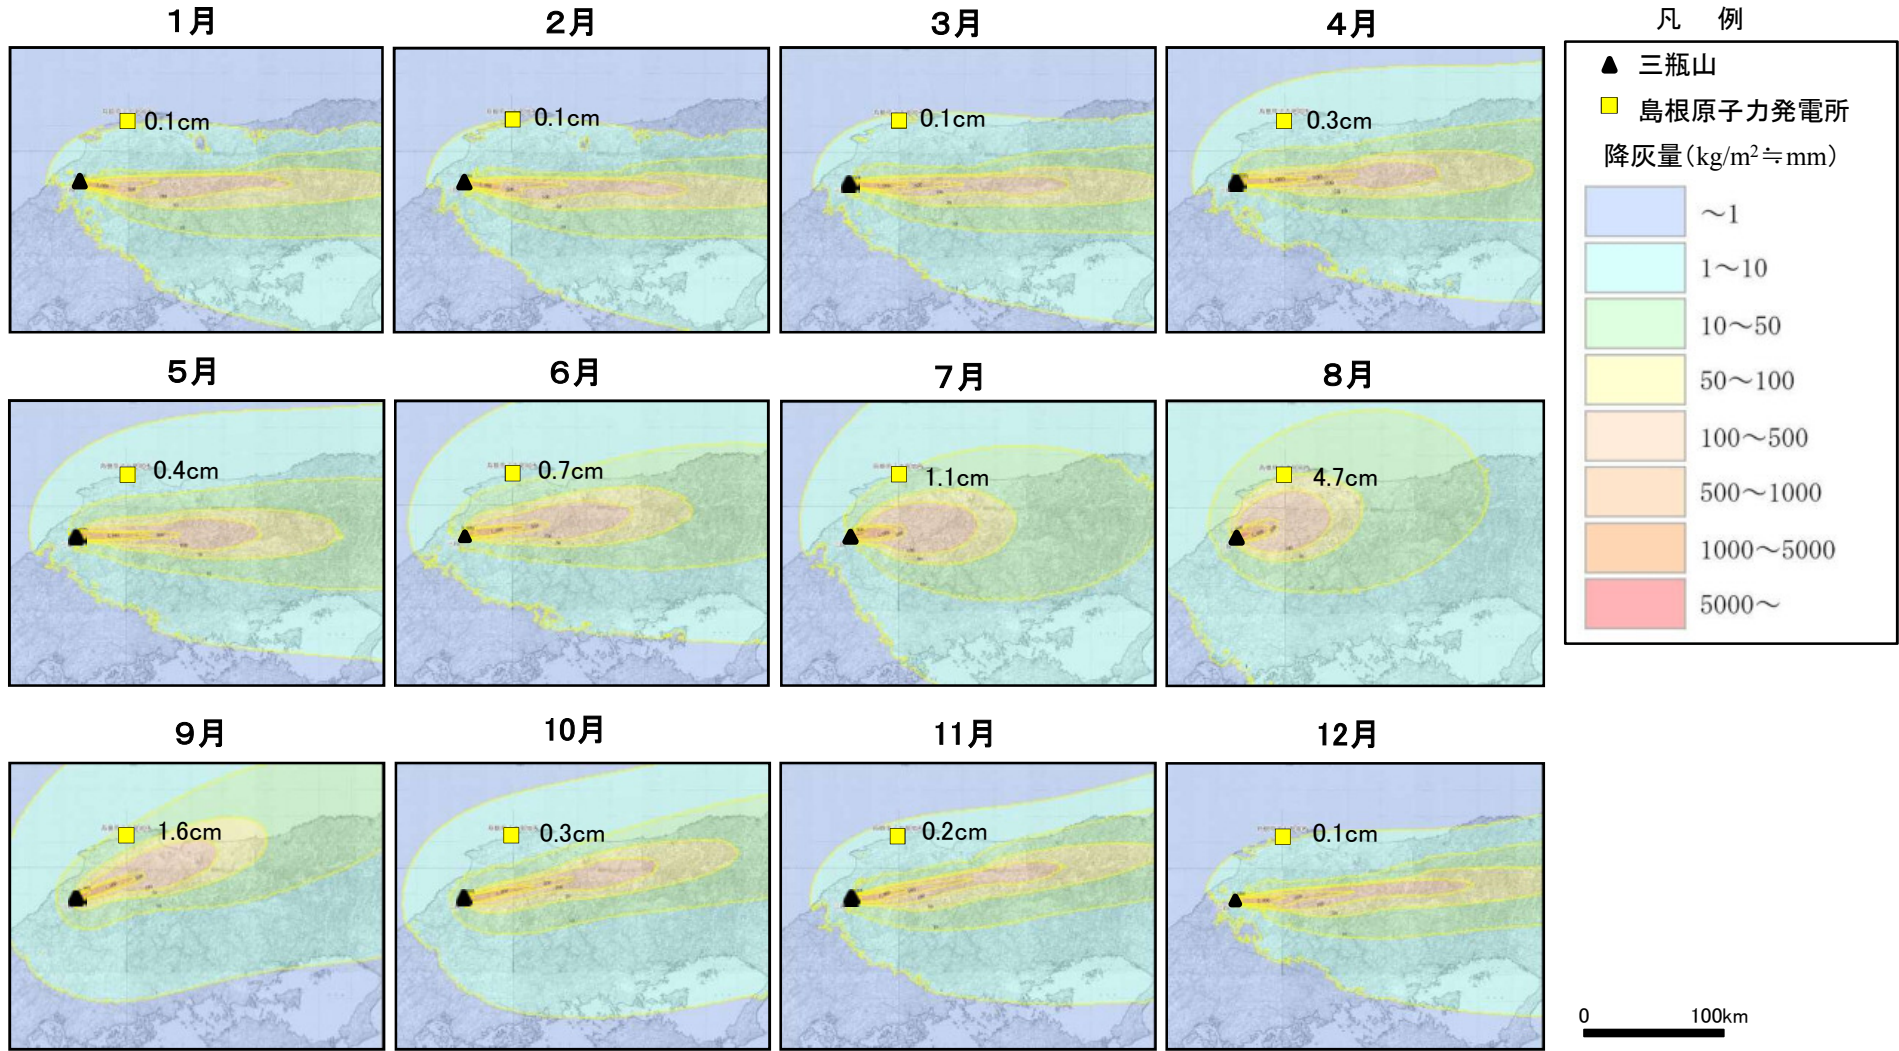 1月
2月
3月
4月
凡 例
0.1cm
0.1cm
0.1cm
0.3cm
三瓶山
島根原子力発電所
降灰量(kg/m²≒mm)
～1
1～10
10～50
50～100
100～500
500～1000
1000～5000
5000～
5月
6月
7月
8月
0.4cm
0.7cm
1.1cm
4.7cm
9月
10月
11月
12月
1.6cm
0.3cm
0.2cm
0.1cm
0 100km